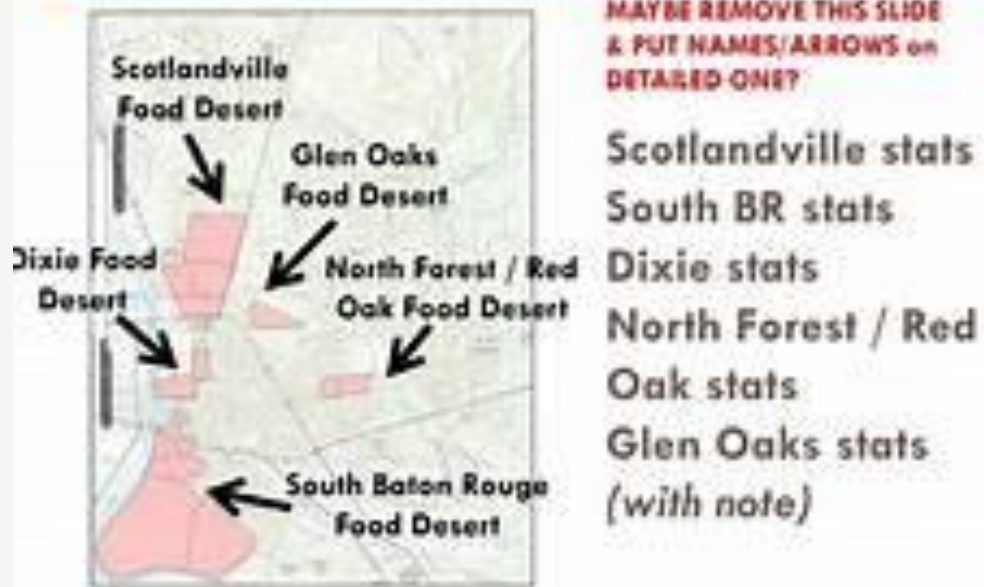 Scotlandville
Food Desert
Glen Oaks
Food Desert
Dixie Food
Desert
North Forest / Red
Oak Food Desert
South Baton Rouge
Food Desert
MAYBE REMOVE THIS SLIDE
& PUT NAMES/ARROWS on
DETAILED ONE?
Scotlandville stats
South BR stats
Dixie stats
North Forest / Red
Oak stats
Glen Oaks stats
(with note)